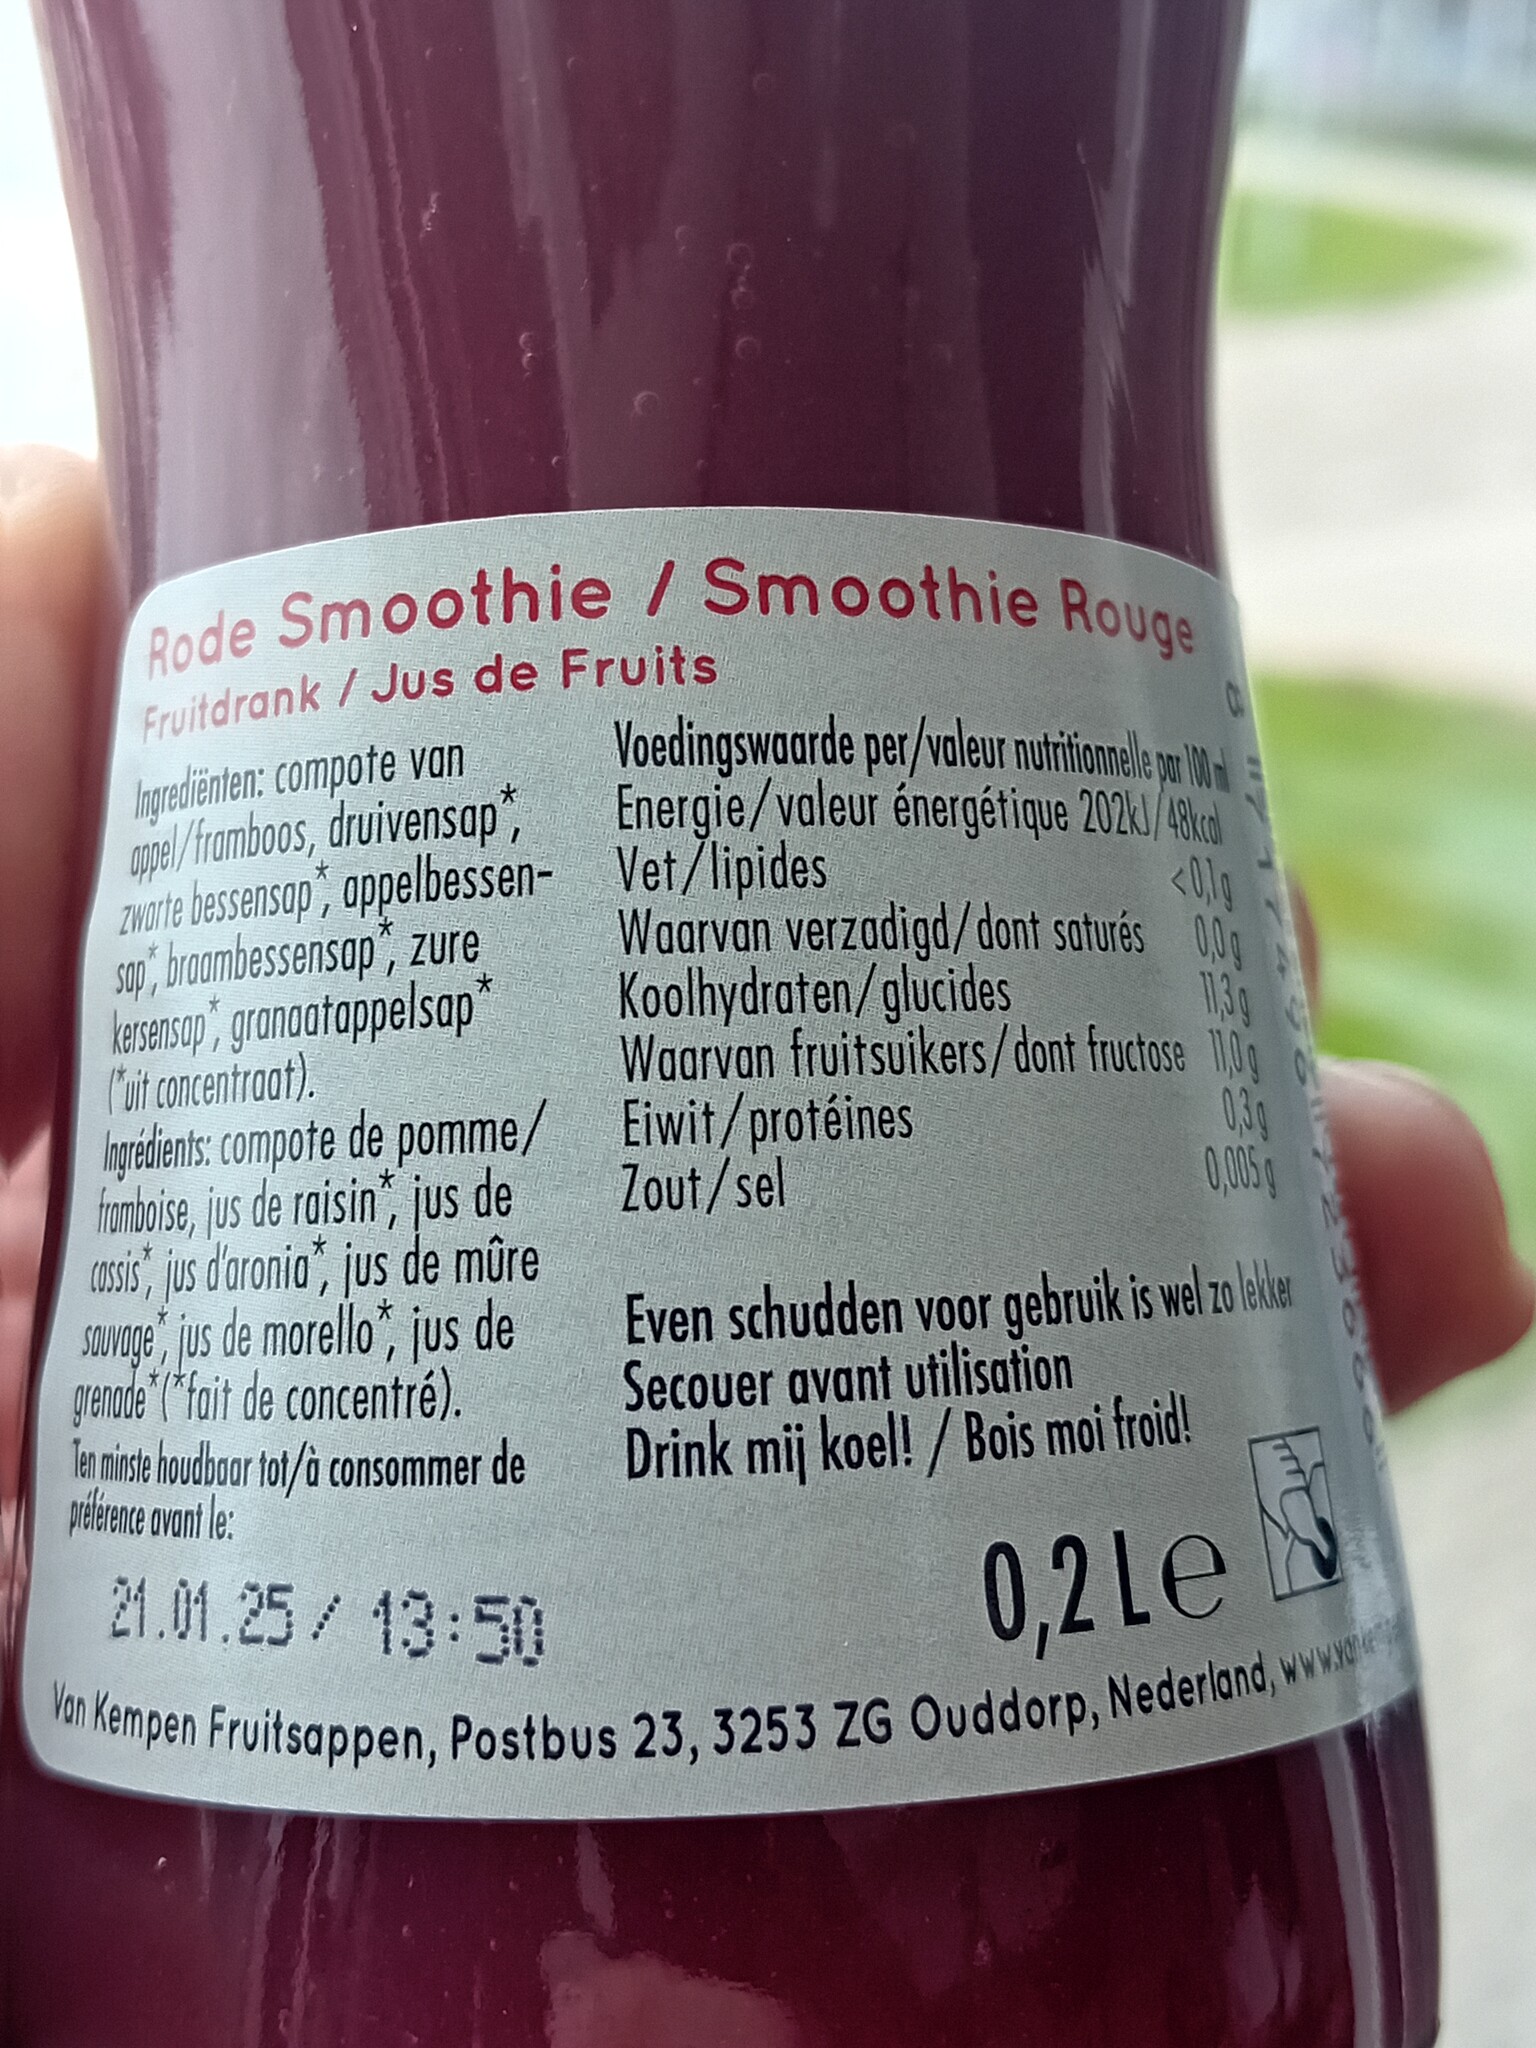 Rode Smoothie / Smoothie Rouge
Fruitdrank / Jus de Fruits
Ingrediënten: compote van
appel/framboos, druivensap*,
zwarte bessensap*, appelbessen-
sap*, braambessensap*, zure
kersensap*, granaatappelsap*
(*uit concentraat).
Ingrédients: compote de pomme/
framboise, jus de raisin*, jus de
cassis*, jus d'aronia*, jus de mûre
sauvage*, jus de morello*, jus de
grenade*(*fait de concentré).
Ten minste houdbaar tot/à consommer de
préférence avant le:
21.01.25 / 13:50
Voedingswaarde per/valeur nutritionnelle par 100 ml
Energie/valeur énergétique 202kJ/48kcal
Vet/lipides <0,1g
Waarvan verzadigd/dont saturés 0,0g
Koolhydraten/glucides 11,3g
Waarvan fruitsuikers/dont fructose 11,0g
Eiwit/protéines 0,3g
Zout/sel 0,005g
Even schudden voor gebruik is wel zo lekker
Secouer avant utilisation
Drink mij koel! / Bois moi froid!
0,2 L e
Van Kempen Fruitsappen, Postbus 23, 3253 ZG Ouddorp, Nederland,